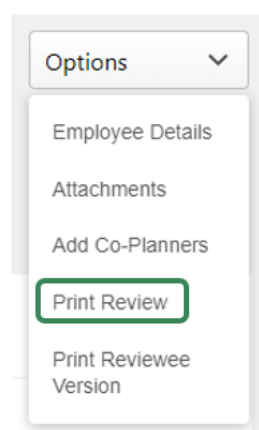 Options
Employee Details
Attachments
Add Co-Planners
Print Review
Print Reviewee
Version